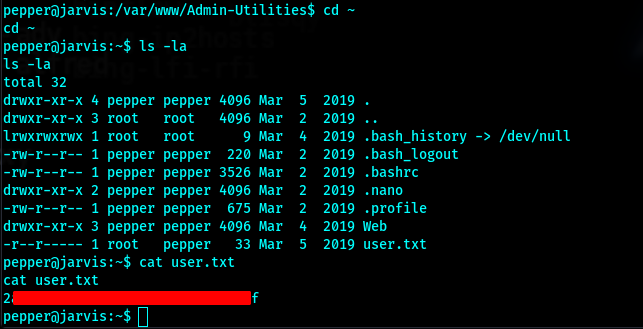 pepper@jarvis:/var/www/Admin-Utilities$ cd ~
cd ~
pepper@jarvis:~$ ls -la
ls -la
total 32
drwxr-xr-x 4 pepper pepper 4096 Mar  5  2019 .
drwxr-xr-x 3 root   root   4096 Mar  2  2019 ..
lrwxrwxrwx 1 root   root      9 Mar  4  2019 .bash_history -> /dev/null
-rw-r--r-- 1 pepper pepper  220 Mar  2  2019 .bash_logout
-rw-r--r-- 1 pepper pepper 3526 Mar  2  2019 .bashrc
drwxr-xr-x 2 pepper pepper 4096 Mar  2  2019 .nano
-rw-r--r-- 1 pepper pepper  675 Mar  2  2019 .profile
drwxr-xr-x 3 pepper pepper 4096 Mar  4  2019 Web
-r--r----- 1 root   pepper   33 Mar  5  2019 user.txt
pepper@jarvis:~$ cat user.txt
cat user.txt
2 f
pepper@jarvis:~$